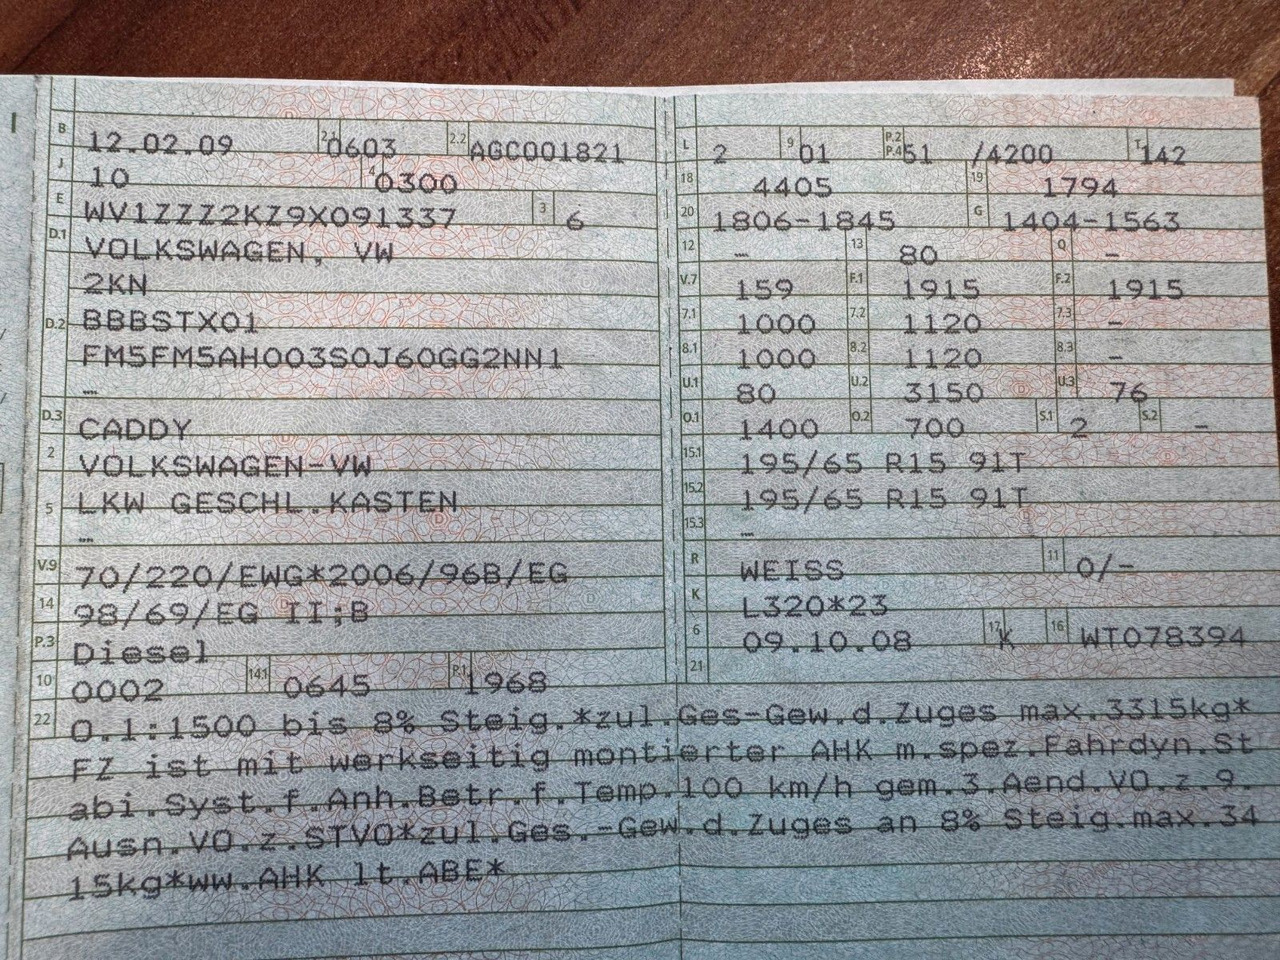 B 12.02.09 2.1 0603 2.2 AGC001821
J 10 4 0300
E WV1ZZZ2KZ9X091337 3 6
D.1 VOLKSWAGEN, VW
2KN
D.2 BBBSTX01
FM5FM5AH003S0J60GG2NN1
—
D.3 CADDY
2 VOLKSWAGEN-VW
5 LKW GESCHL.KASTEN
—
V.9 70/220/EWG*2006/96B/EG
14 98/69/EG II;B
P.3 Diesel
10 0002 14.1 0645 P.1 1968
L 2 9 01 P.2 P.4 51 /4200 T 142
18 4405 19 1794
20 1806-1845 G 1404-1563
12 — 13 80 Q –
V.7 159 F.1 1915 F.2 1915
7.1 1000 7.2 1120 7.3 –
8.1 1000 8.2 1120 8.3 –
U.1 80 U.2 3150 U.3 76
O.1 1400 O.2 700 S.1 2 S.2 –
15.1 195/65 R15 91T
15.2 195/65 R15 91T
15.3 —
R WEISS 11 0/-
K L320*23
6 09.10.08 17 K 16 WT078394
21
22 O.1:1500 bis 8% Steig.*zul.Ges-Gew.d.Zuges max.3315kg*
FZ ist mit werkseitig montierter AHK m.spez.Fahrdyn.St
abi.Syst.f.Anh.Betr.f.Temp.100 km/h gem.3.Aend.VO.z.9.
Ausn.VO.z.STVO*zul.Ges.-Gew.d.Zuges an 8% Steig.max.34
15kg*ww.AHK lt.ABE*